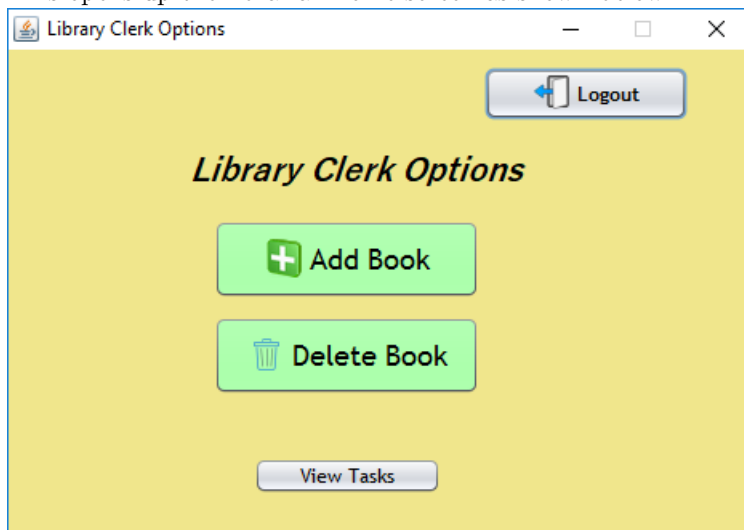 Library Clerk Options
Logout
Library Clerk Options
Add Book
Delete Book
View Tasks